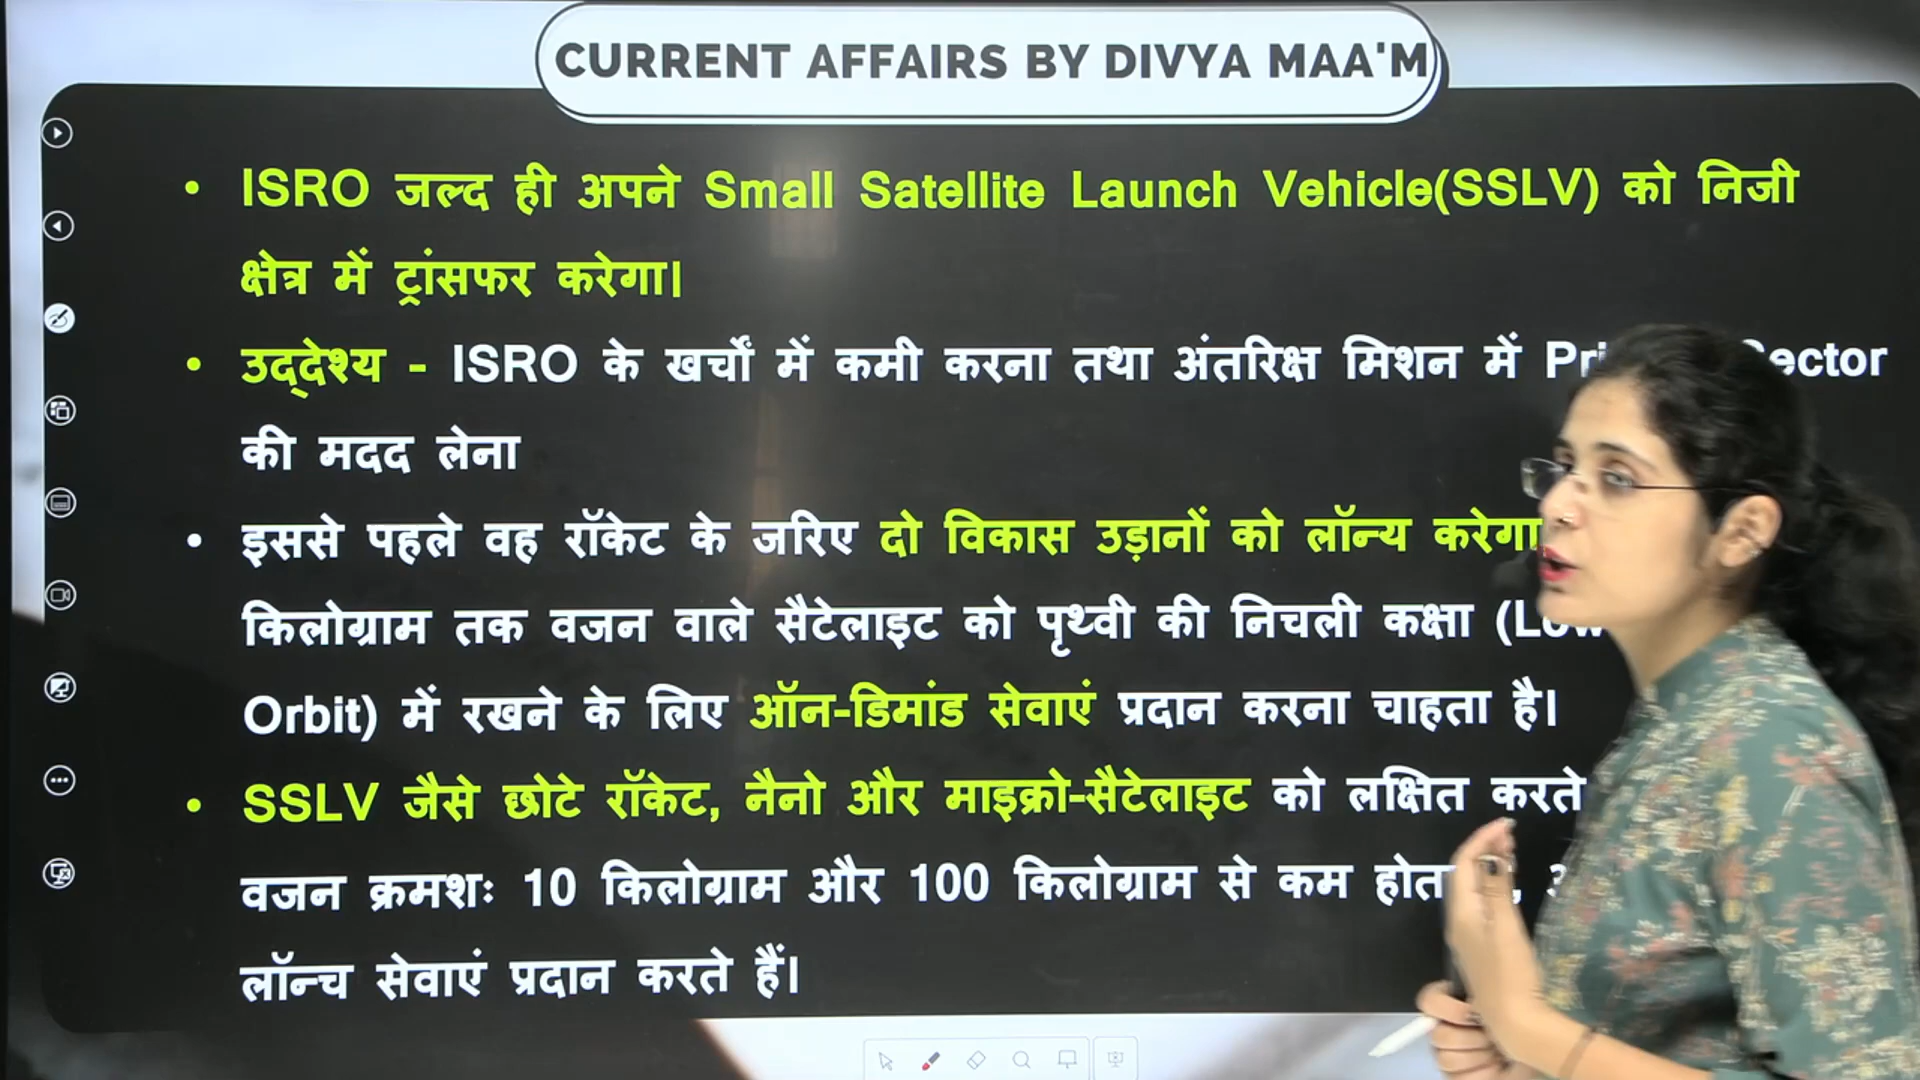 CURRENT AFFAIRS BY DIVYA MAA'M
• ISRO जल्द ही अपने Small Satellite Launch Vehicle(SSLV) को निजी
क्षेत्र में ट्रांसफर करेगा।
• उद्देश्य - ISRO के खर्चों में कमी करना तथा अंतरिक्ष मिशन में
की मदद लेना
• इससे पहले वह रॉकेट के जरिए दो विकास उड़ानों को लॉन्य करेगा
किलोग्राम तक वजन वाले सैटेलाइट को पृथ्वी की निचली कक्षा (Low
Orbit) में रखने के लिए ऑन-डिमांड सेवाएं प्रदान करना चाहता है।
• SSLV जैसे छोटे रॉकेट, नैनो और माइक्रो-सैटेलाइट को लक्षित करते
वजन क्रमशः 10 किलोग्राम और 100 किलोग्राम से कम
लॉन्च सेवाएं प्रदान करते हैं।